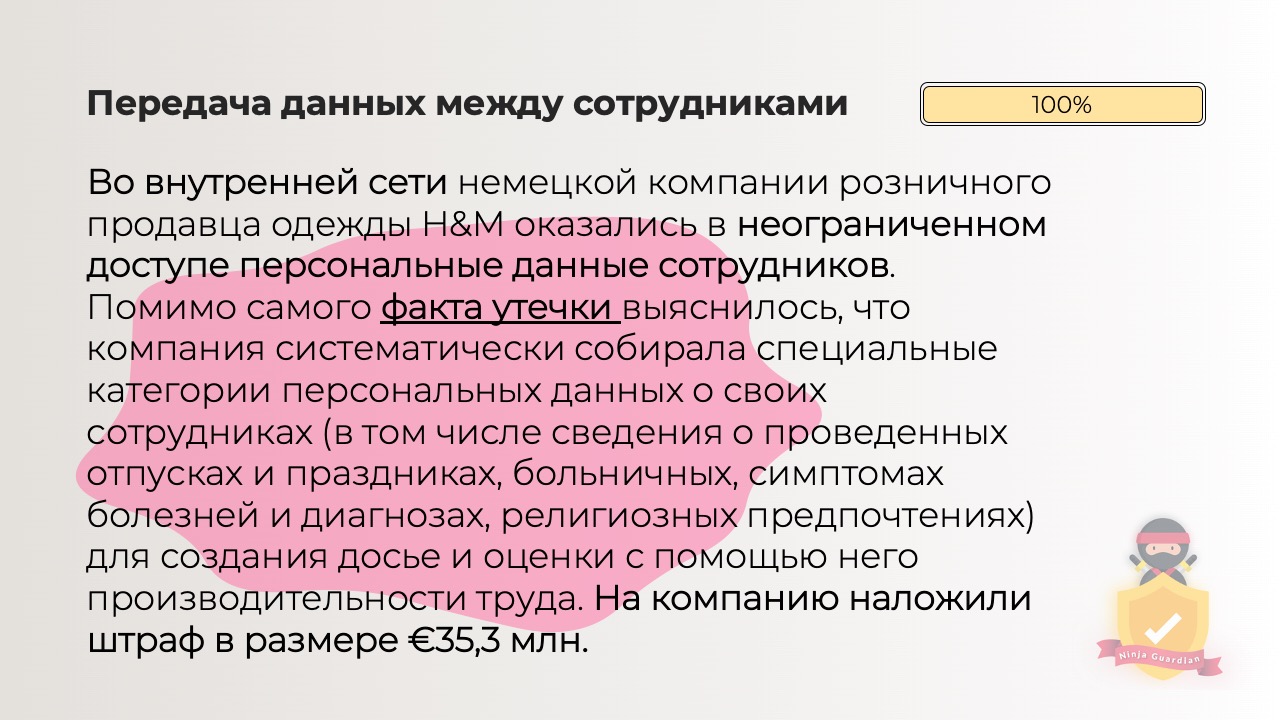 Передача данных между сотрудниками
100%
Во внутренней сети немецкой компании розничного
продавца одежды H&M оказались в неограниченном
доступе персональные данные сотрудников.
Помимо самого факта утечки выяснилось, что
компания систематически собирала специальные
категории персональных данных о своих
сотрудниках (в том числе сведения о проведенных
отпусках и праздниках, больничных, симптомах
болезней и диагнозах, религиозных предпочтениях)
для создания досье и оценки с помощью него
производительности труда. На компанию наложили
штраф в размере €35,3 млн.
Ninja Guardian